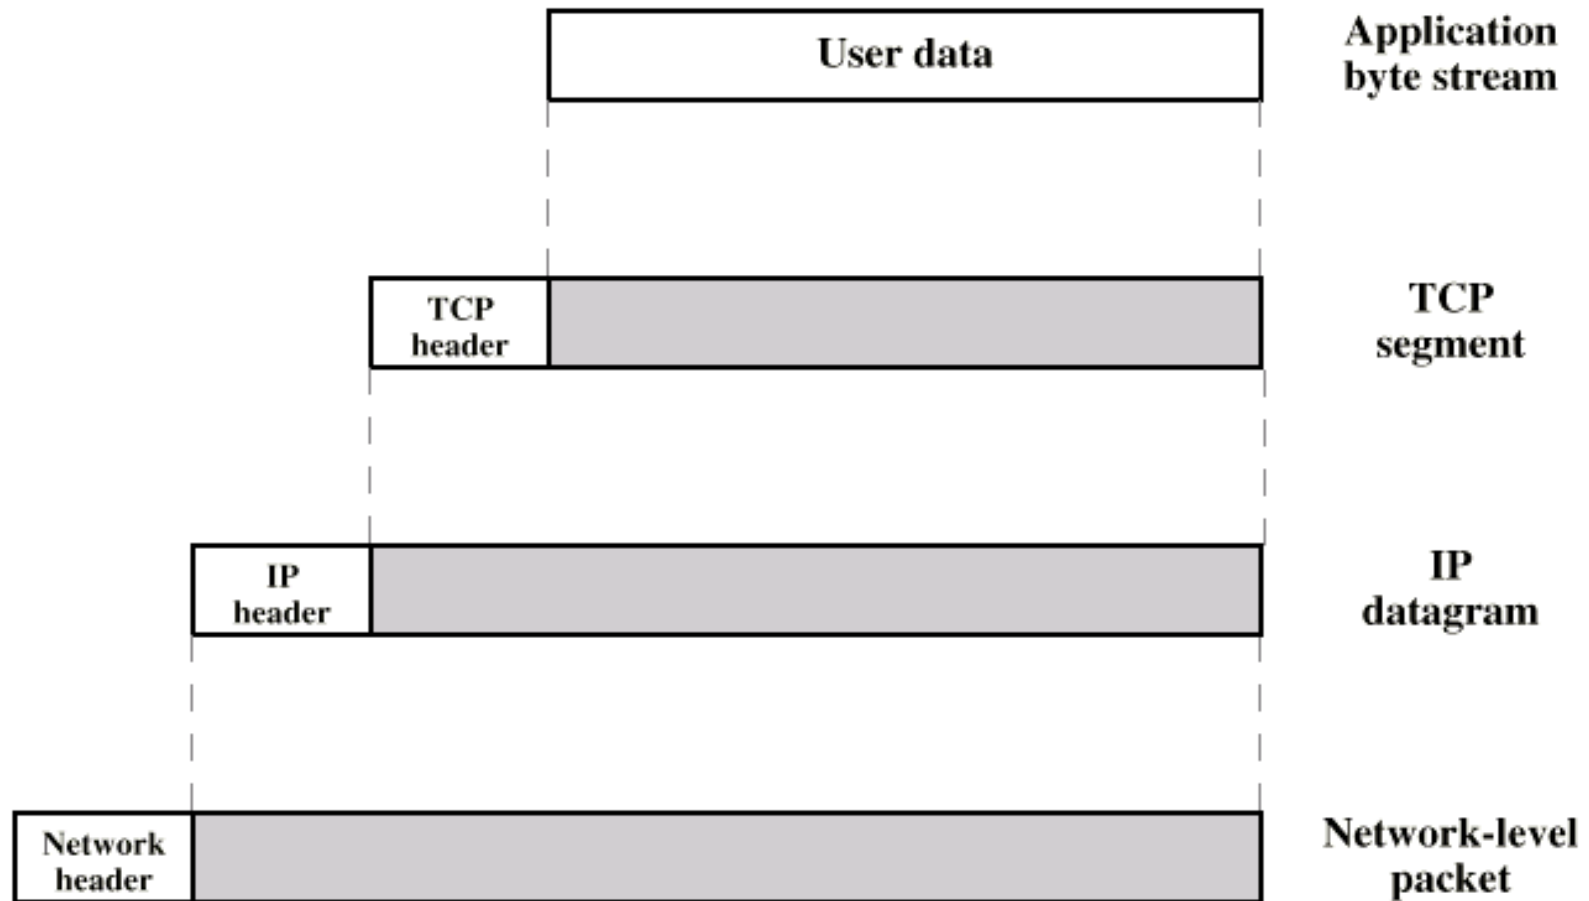 User data
Application
byte stream
TCP
header
TCP
segment
IP
header
IP
datagram
Network
header
Network-level
packet